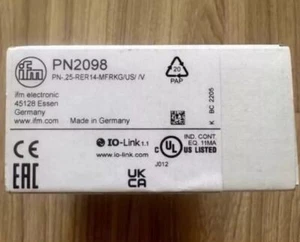 ifm
PN2098
PN-,25-RER14-MFRKG/US/ /V
ifm electronic
45128 Essen
Germany
www.ifm.com
Made in Germany
20
PAP
K BC 2205
IO-Link 1.1
io-link.com
IND. CONT.
EQ. 11MA
C UL US LISTED
J012
CE
EAC
UK
CA